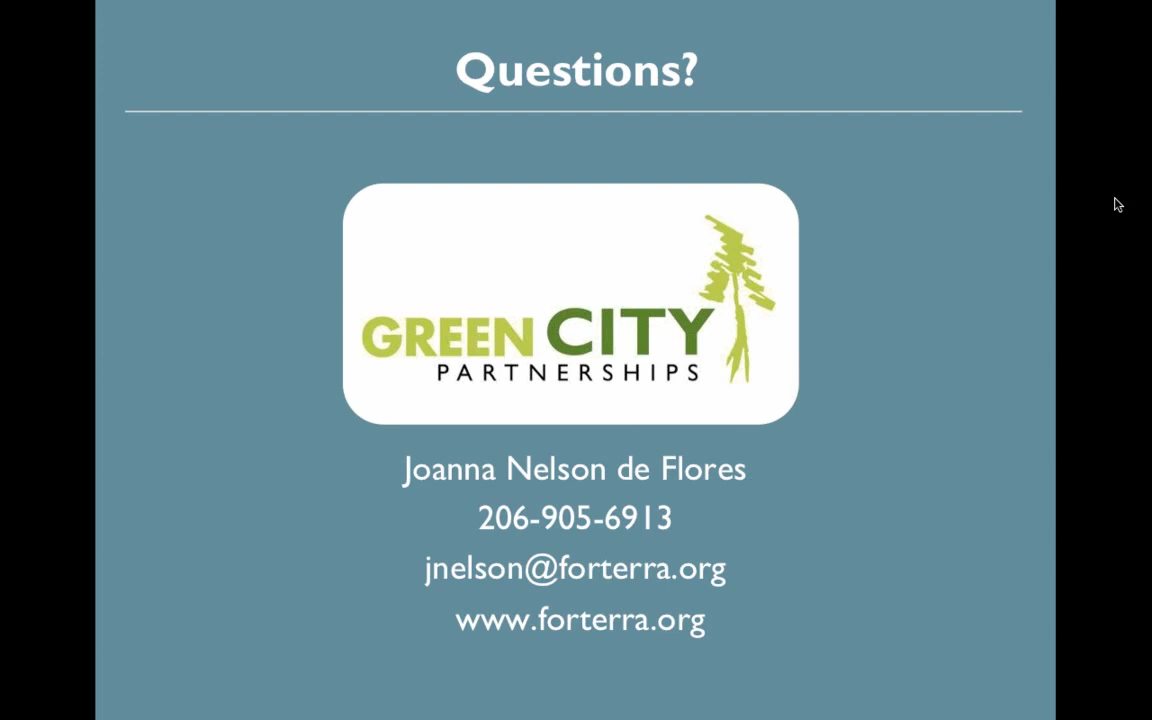 Questions?
GREEN CITY
PARTNERSHIPS
Joanna Nelson de Flores
206-905-6913
jnelson@forterra.org
www.forterra.org